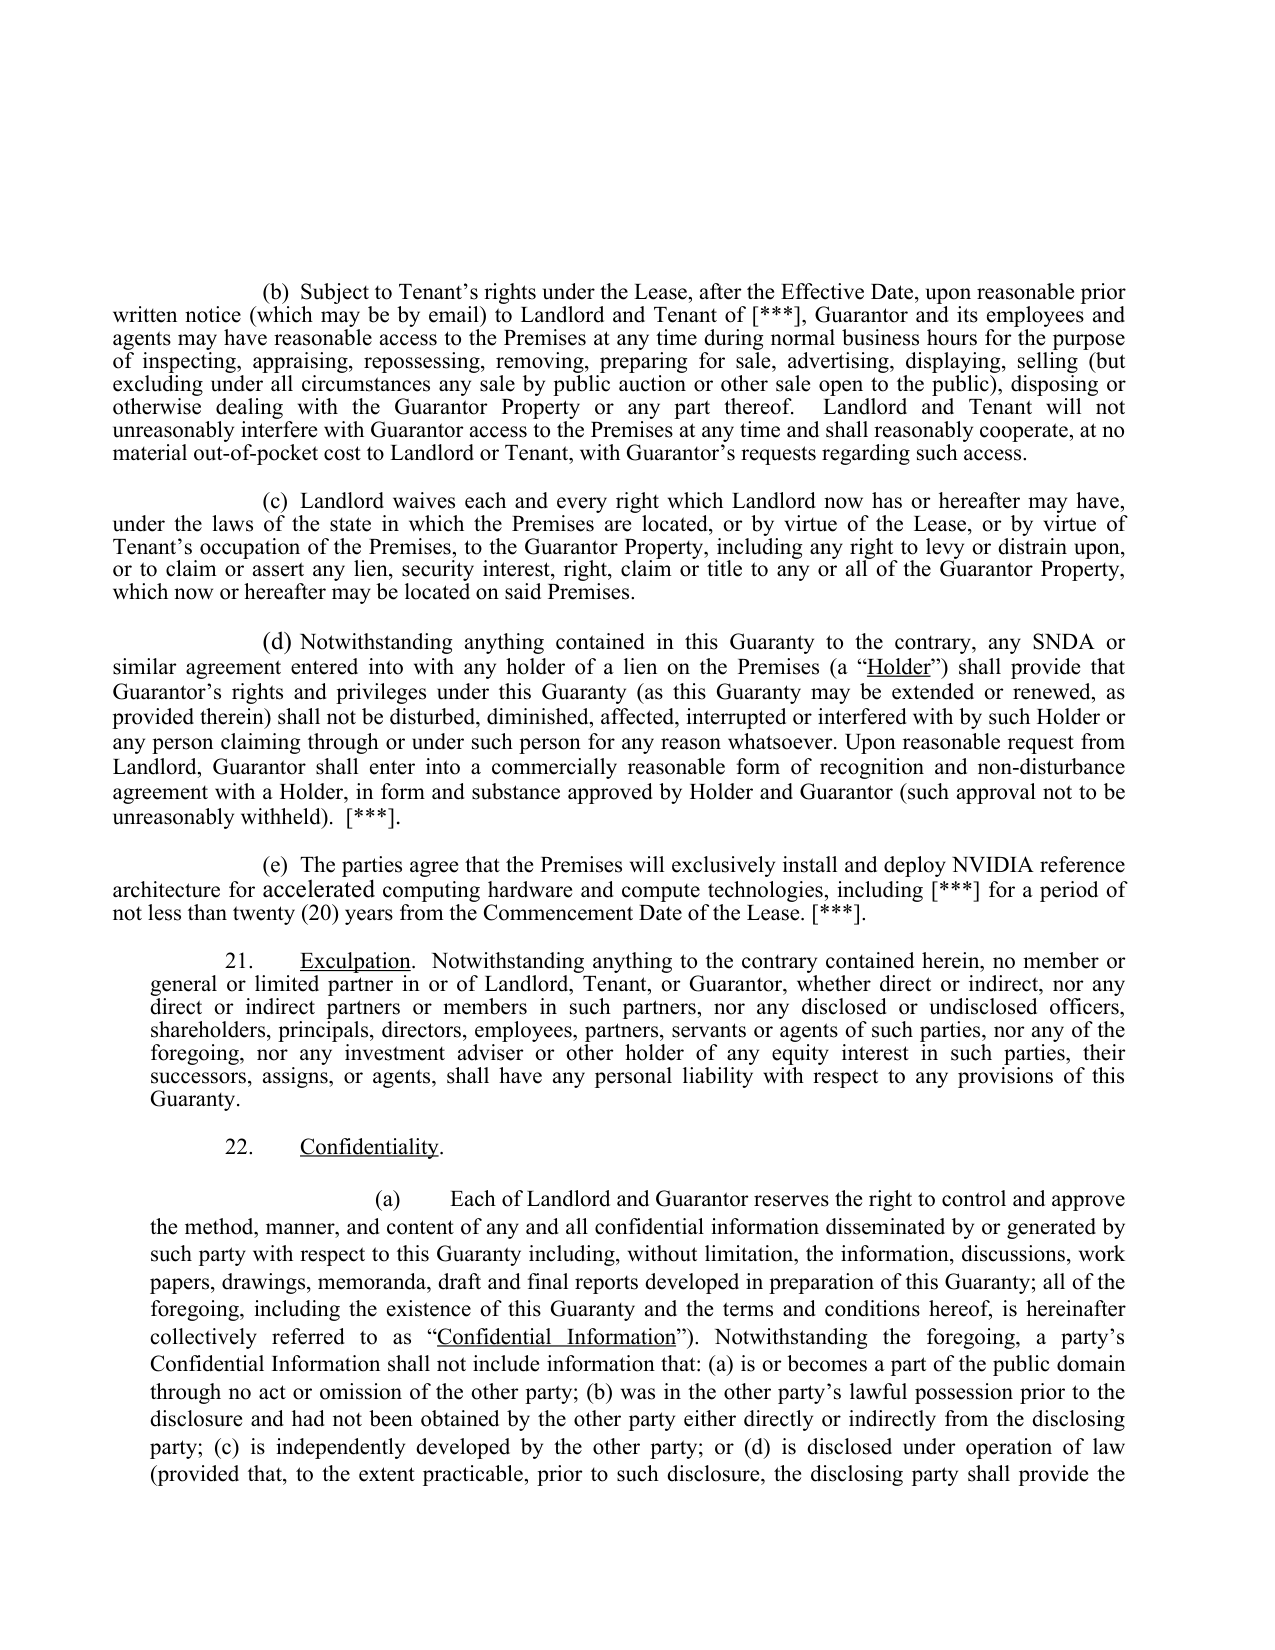 (b) Subject to Tenant’s rights under the Lease, after the Effective Date, upon reasonable prior
written notice (which may be by email) to Landlord and Tenant of [***], Guarantor and its employees and
agents may have reasonable access to the Premises at any time during normal business hours for the purpose
of inspecting, appraising, repossessing, removing, preparing for sale, advertising, displaying, selling (but
excluding under all circumstances any sale by public auction or other sale open to the public), disposing or
otherwise dealing with the Guarantor Property or any part thereof. Landlord and Tenant will not
unreasonably interfere with Guarantor access to the Premises at any time and shall reasonably cooperate, at no
material out-of-pocket cost to Landlord or Tenant, with Guarantor’s requests regarding such access.
(c) Landlord waives each and every right which Landlord now has or hereafter may have,
under the laws of the state in which the Premises are located, or by virtue of the Lease, or by virtue of
Tenant’s occupation of the Premises, to the Guarantor Property, including any right to levy or distrain upon,
or to claim or assert any lien, security interest, right, claim or title to any or all of the Guarantor Property,
which now or hereafter may be located on said Premises.
(d) Notwithstanding anything contained in this Guaranty to the contrary, any SNDA or
similar agreement entered into with any holder of a lien on the Premises (a “Holder”) shall provide that
Guarantor’s rights and privileges under this Guaranty (as this Guaranty may be extended or renewed, as
provided therein) shall not be disturbed, diminished, affected, interrupted or interfered with by such Holder or
any person claiming through or under such person for any reason whatsoever. Upon reasonable request from
Landlord, Guarantor shall enter into a commercially reasonable form of recognition and non-disturbance
agreement with a Holder, in form and substance approved by Holder and Guarantor (such approval not to be
unreasonably withheld). [***].
(e) The parties agree that the Premises will exclusively install and deploy NVIDIA reference
architecture for accelerated computing hardware and compute technologies, including [***] for a period of
not less than twenty (20) years from the Commencement Date of the Lease. [***].
21. Exculpation. Notwithstanding anything to the contrary contained herein, no member or
general or limited partner in or of Landlord, Tenant, or Guarantor, whether direct or indirect, nor any
direct or indirect partners or members in such partners, nor any disclosed or undisclosed officers,
shareholders, principals, directors, employees, partners, servants or agents of such parties, nor any of the
foregoing, nor any investment adviser or other holder of any equity interest in such parties, their
successors, assigns, or agents, shall have any personal liability with respect to any provisions of this
Guaranty.
22. Confidentiality.
(a) Each of Landlord and Guarantor reserves the right to control and approve
the method, manner, and content of any and all confidential information disseminated by or generated by
such party with respect to this Guaranty including, without limitation, the information, discussions, work
papers, drawings, memoranda, draft and final reports developed in preparation of this Guaranty; all of the
foregoing, including the existence of this Guaranty and the terms and conditions hereof, is hereinafter
collectively referred to as “Confidential Information”). Notwithstanding the foregoing, a party’s
Confidential Information shall not include information that: (a) is or becomes a part of the public domain
through no act or omission of the other party; (b) was in the other party’s lawful possession prior to the
disclosure and had not been obtained by the other party either directly or indirectly from the disclosing
party; (c) is independently developed by the other party; or (d) is disclosed under operation of law
(provided that, to the extent practicable, prior to such disclosure, the disclosing party shall provide the